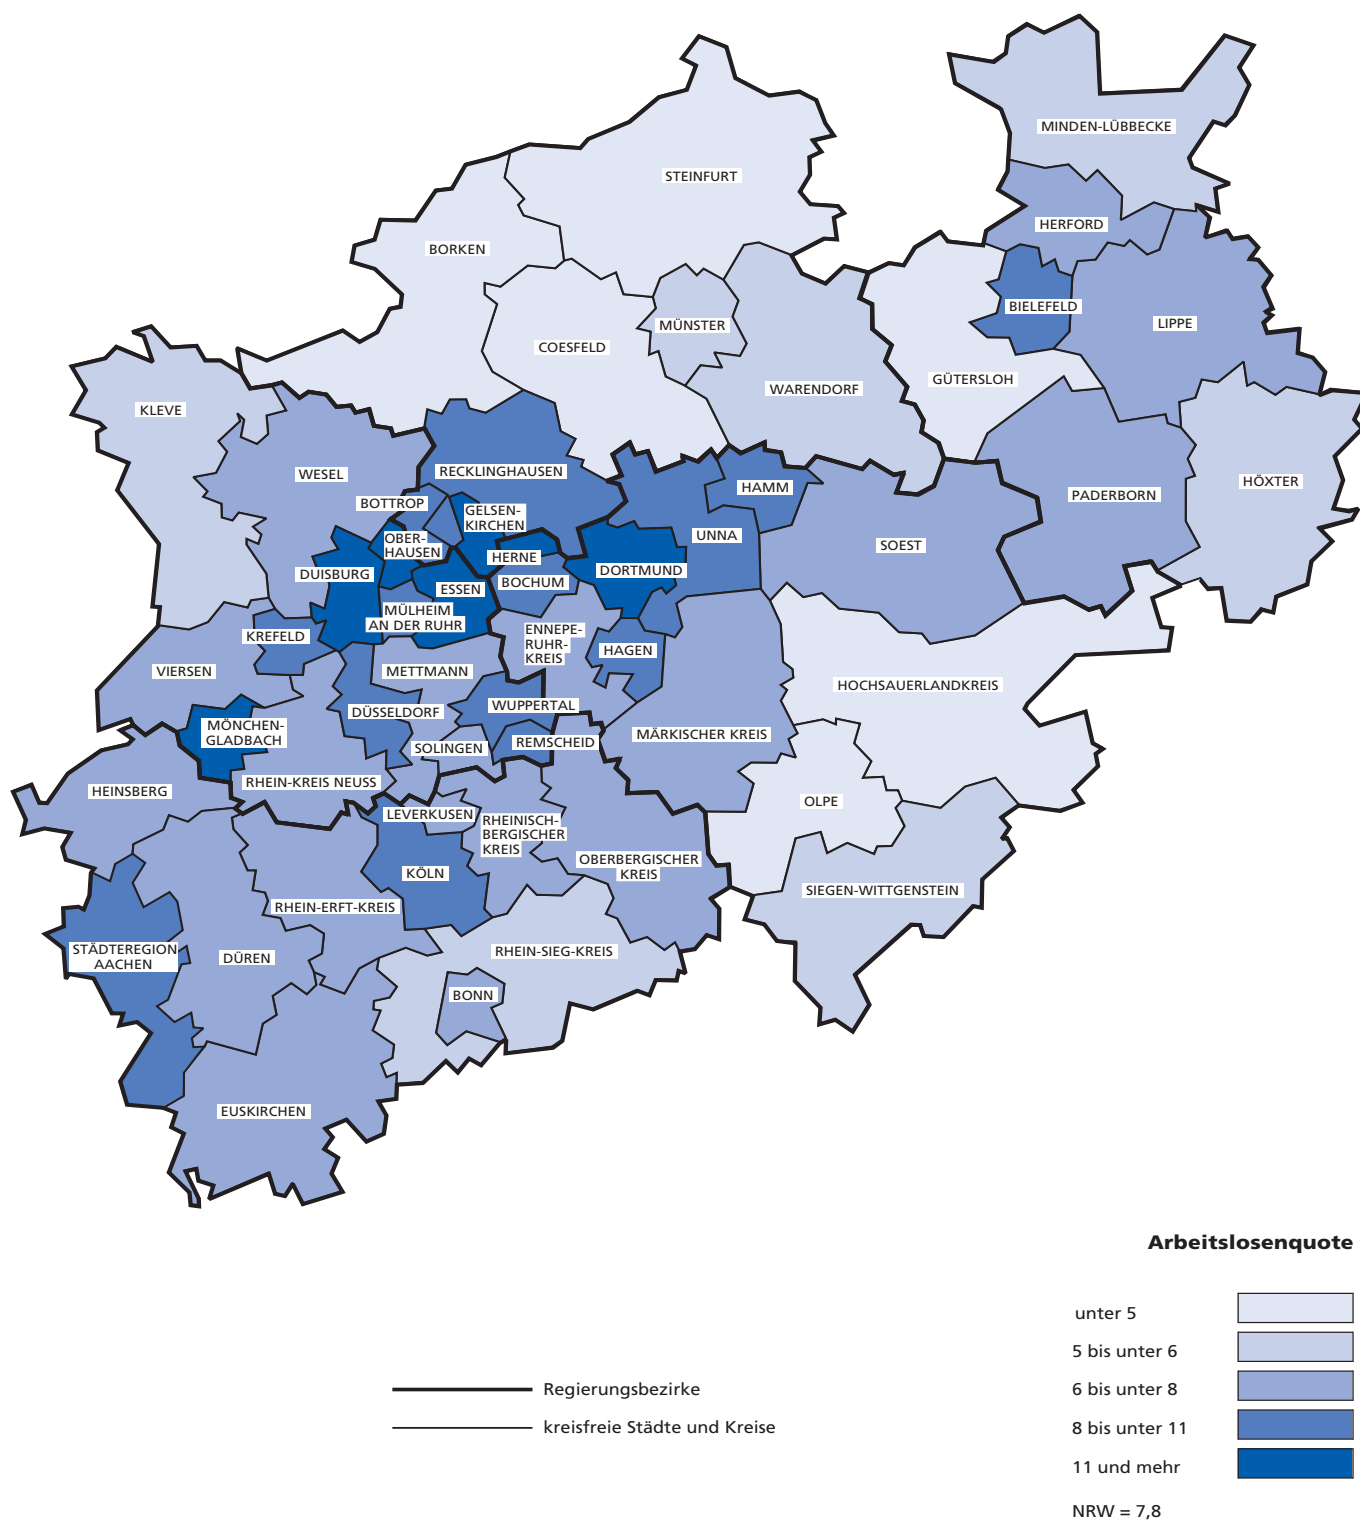 MINDEN-LÜBBECKE
STEINFURT
HERFORD
BORKEN
BIELEFELD
LIPPE
MÜNSTER
COESFELD
GÜTERSLOH
WARENDORF
KLEVE
RECKLINGHAUSEN
WESEL
HÖXTER
HAMM
PADERBORN
BOTTROP
GELSEN-
KIRCHEN
UNNA
OBER-
HAUSEN
SOEST
HERNE
DORTMUND
DUISBURG
BOCHUM
ESSEN
MÜLHEIM
AN DER RUHR
KREFELD
ENNEPE-
RUHR-
KREIS
HAGEN
VIERSEN
METTMANN
HOCHSAUERLANDKREIS
WUPPERTAL
DÜSSELDORF
MÖNCHEN-
GLADBACH
MÄRKISCHER KREIS
REMSCHEID
SOLINGEN
RHEIN-KREIS NEUSS
HEINSBERG
OLPE
LEVERKUSEN
RHEINISCH-
BERGISCHER
KREIS
OBERBERGISCHER
KREIS
KÖLN
SIEGEN-WITTGENSTEIN
RHEIN-ERFT-KREIS
STÄDTEREGION
AACHEN
RHEIN-SIEG-KREIS
DÜREN
BONN
EUSKIRCHEN
Arbeitslosenquote
unter 5
5 bis unter 6
6 bis unter 8
8 bis unter 11
11 und mehr
NRW = 7,8
Regierungsbezirke
kreisfreie Städte und Kreise